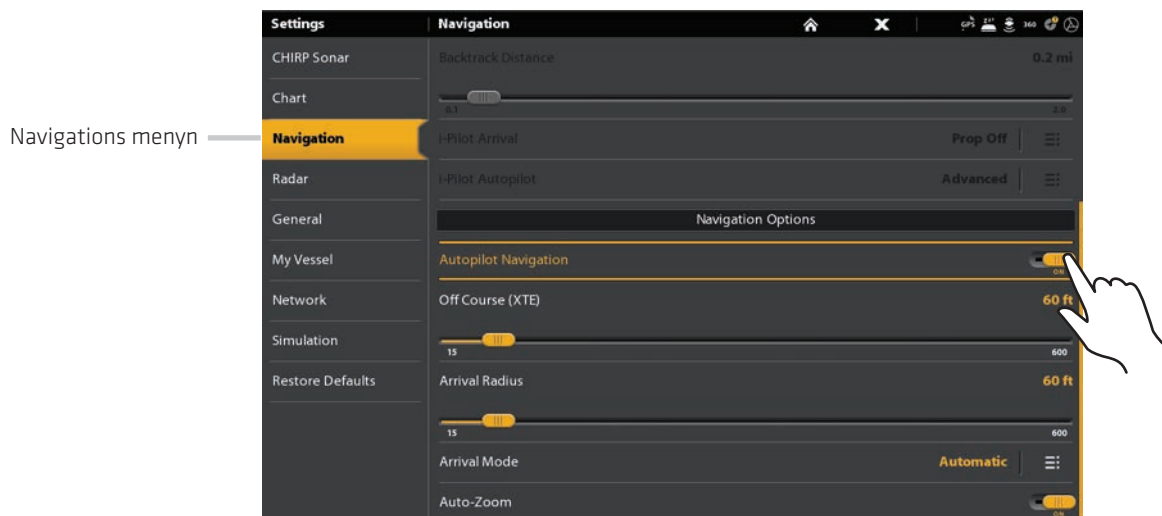 Settings
Navigation
GPS
360
CHIRP Sonar
Backtrack Distance
0.2 mi
Chart
0.1
2.0
Navigations menyn
Navigation
i-Pilot Arrival
Prop Off
Radar
i-Pilot Autopilot
Advanced
General
Navigation Options
My Vessel
Autopilot Navigation
ON
Network
Off Course (XTE)
60 ft
Simulation
15
600
Restore Defaults
Arrival Radius
60 ft
15
600
Arrival Mode
Automatic
Auto-Zoom
ON